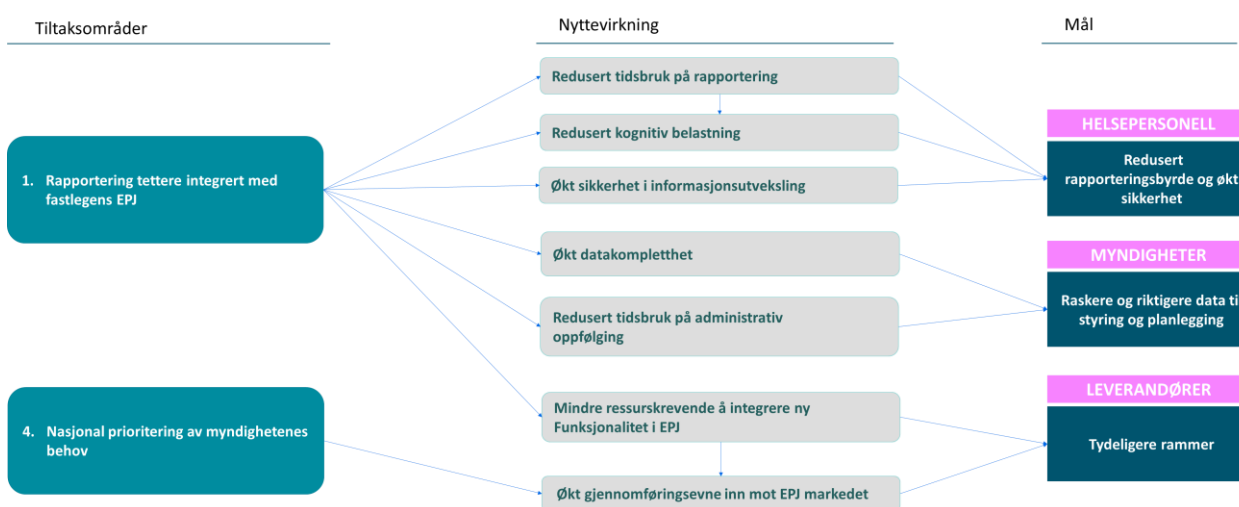 Tiltaksområder
Nyttevirkning
Mål
Redusert tidsbruk på rapportering
Redusert kognitiv belastning
Økt sikkerhet i informasjonsutveksling
Økt datakompletthet
Redusert tidsbruk på administrativ
oppfølging
Mindre ressurskrevende å integrere ny
Funksjonalitet i EPJ
Økt gjennomføringsevne inn mot EPJ markedet
1. Rapportering tettere integrert med
fastlegens EPJ
4. Nasjonal prioritering av myndighetenes
behov
HELSEPERSONELL
Redusert
rapporteringsbyrde og økt
sikkerhet
MYNDIGHETER
Raskere og riktigere data ti
styring og planlegging
LEVERANDØRER
Tydeligere rammer